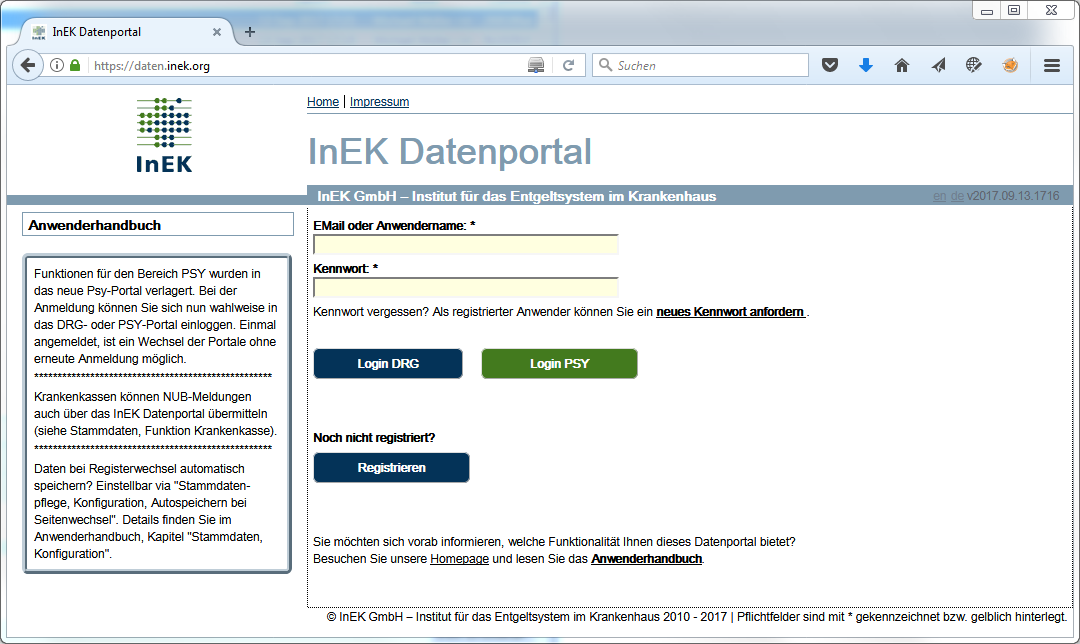 InEK Datenportal
https://daten.inek.org
Suchen
InEK
Home | Impressum
InEK Datenportal
InEK GmbH – Institut für das Entgeltsystem im Krankenhaus
en de v2017.09.13.1716
Anwenderhandbuch
Funktionen für den Bereich PSY wurden in
das neue Psy-Portal verlagert. Bei der
Anmeldung können Sie sich nun wahlweise in
das DRG- oder PSY-Portal einloggen. Einmal
angemeldet, ist ein Wechsel der Portale ohne
erneute Anmeldung möglich.
************************************************
Krankenkassen können NUB-Meldungen
auch über das InEK Datenportal übermitteln
(siehe Stammdaten, Funktion Krankenkasse).
************************************************
Daten bei Registerwechsel automatisch
speichern? Einstellbar via "Stammdaten-
pflege, Konfiguration, Autospeichern bei
Seitenwechsel". Details finden Sie im
Anwenderhandbuch, Kapitel "Stammdaten,
Konfiguration".
EMail oder Anwendername: *
Kennwort: *
Kennwort vergessen? Als registrierter Anwender können Sie ein neues Kennwort anfordern .
Login DRG
Login PSY
Noch nicht registriert?
Registrieren
Sie möchten sich vorab informieren, welche Funktionalität Ihnen dieses Datenportal bietet?
Besuchen Sie unsere Homepage und lesen Sie das Anwenderhandbuch.
© InEK GmbH – Institut für das Entgeltsystem im Krankenhaus 2010 - 2017 | Pflichtfelder sind mit * gekennzeichnet bzw. gelblich hinterlegt.